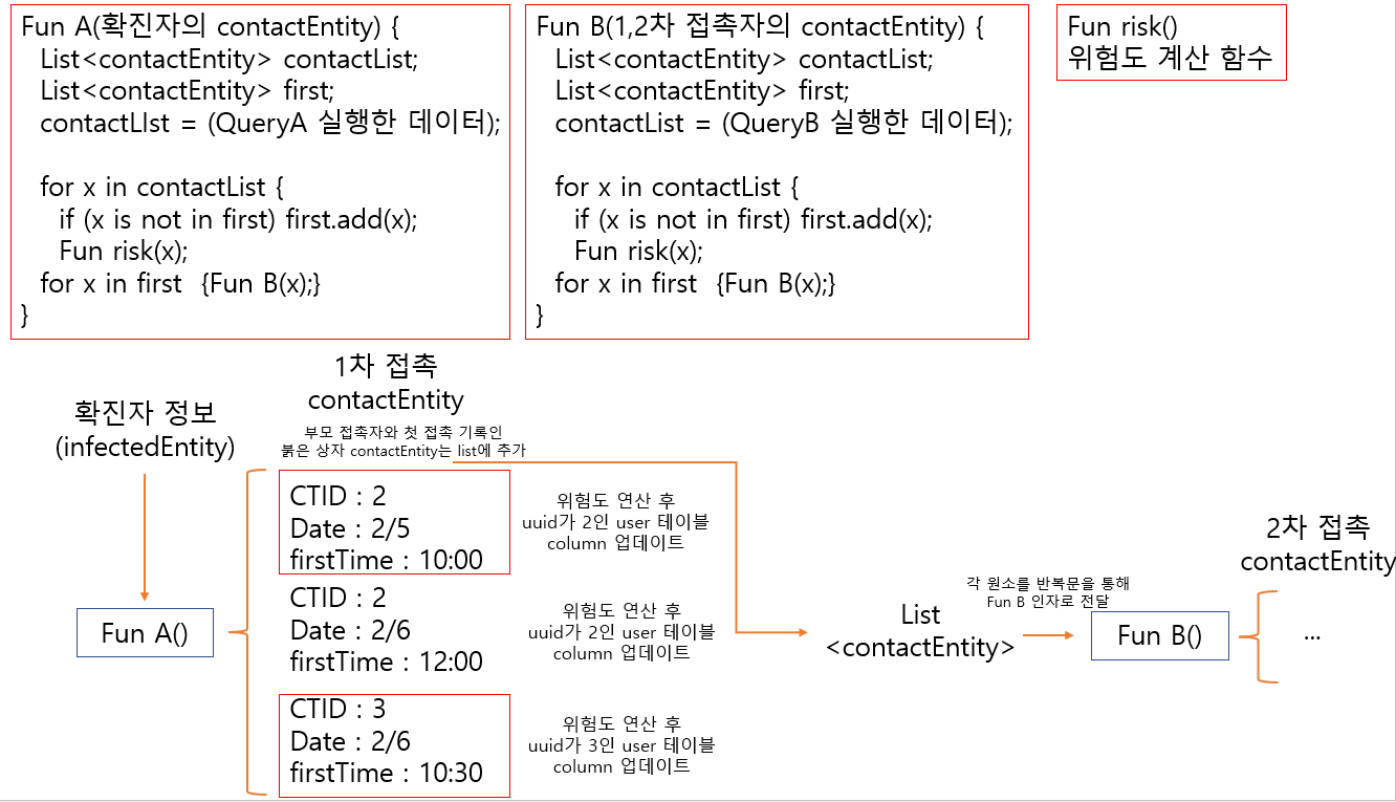 Fun A(확진자의 contactEntity) {
List<contactEntity> contactList;
List<contactEntity> first;
contactLIst = (QueryA 실행한 데이터);
for x in contactList {
if (x is not in first) first.add(x);
Fun risk(x);
for x in first {Fun B(x);}
}
Fun B(1,2차 접촉자의 contactEntity) {
List<contactEntity> contactList;
List<contactEntity> first;
contactList = (QueryB 실행한 데이터);
for x in contactList {
if (x is not in first) first.add(x);
Fun risk(x);
for x in first {Fun B(x);}
}
Fun risk()
위험도 계산 함수
확진자 정보
(infectedEntity)
Fun A()
1차 접촉
contactEntity
부모 접촉자와 첫 접촉 기록인
붉은 상자 contactEntity는 list에 추가
CTID : 2
Date : 2/5
firstTime : 10:00
위험도 연산 후
uuid가 2인 user 테이블
column 업데이트
CTID : 2
Date : 2/6
firstTime : 12:00
위험도 연산 후
uuid가 2인 user 테이블
column 업데이트
CTID : 3
Date : 2/6
firstTime : 10:30
위험도 연산 후
uuid가 3인 user 테이블
column 업데이트
List
<contactEntity>
각 원소를 반복문을 통해
Fun B 인자로 전달
Fun B()
2차 접촉
contactEntity
...